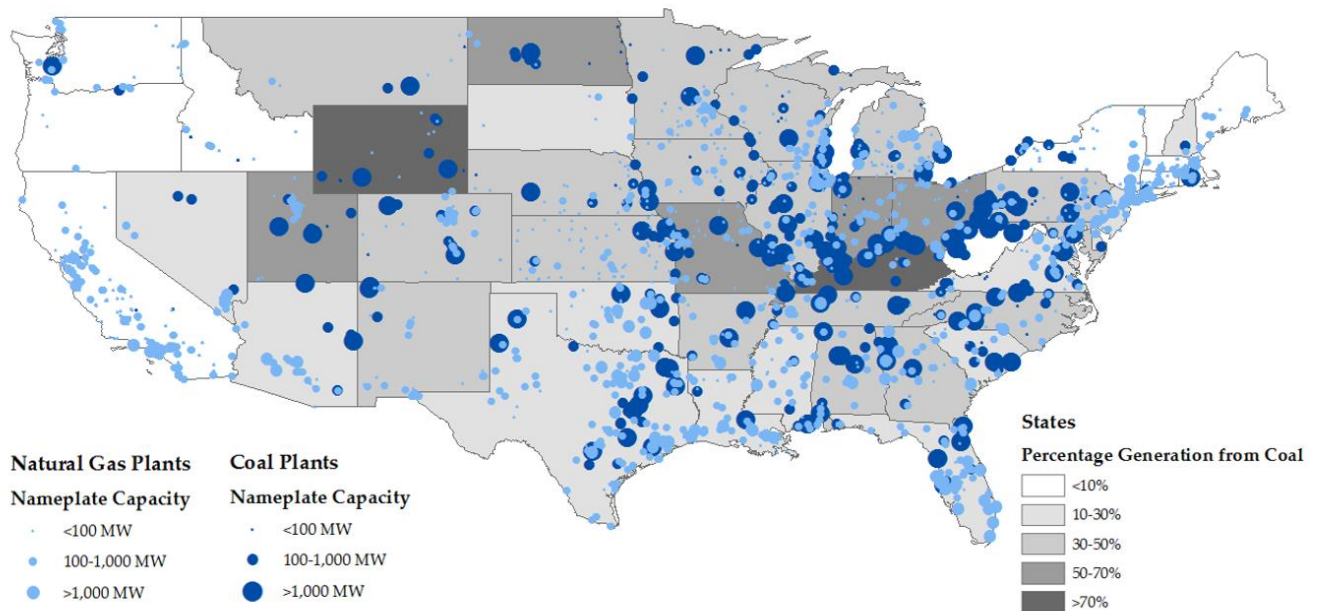 Natural Gas Plants
Nameplate Capacity
<100 MW
100-1,000 MW
>1,000 MW
Coal Plants
Nameplate Capacity
<100 MW
100-1,000 MW
>1,000 MW
States
Percentage Generation from Coal
<10%
10-30%
30-50%
50-70%
>70%